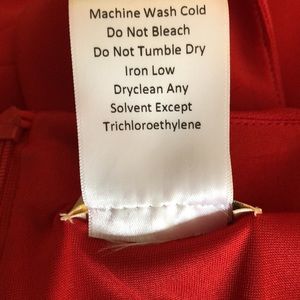 Machine Wash Cold
Do Not Bleach
Do Not Tumble Dry
Iron Low
Dryclean Any
Solvent Except
Trichloroethylene